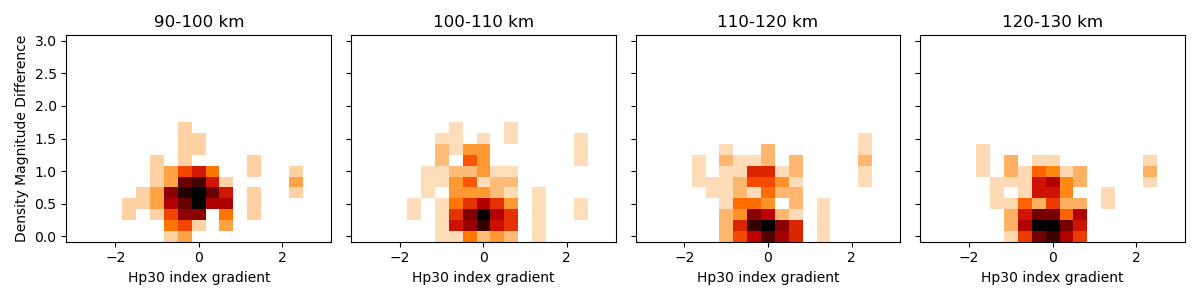 90-100 km
100-110 km
110-120 km
120-130 km
Density Magnitude Difference
3.0
2.5
2.0
1.5
1.0
0.5
0.0
−2 0 2
−2 0 2
−2 0 2
−2 0 2
Hp30 index gradient
Hp30 index gradient
Hp30 index gradient
Hp30 index gradient